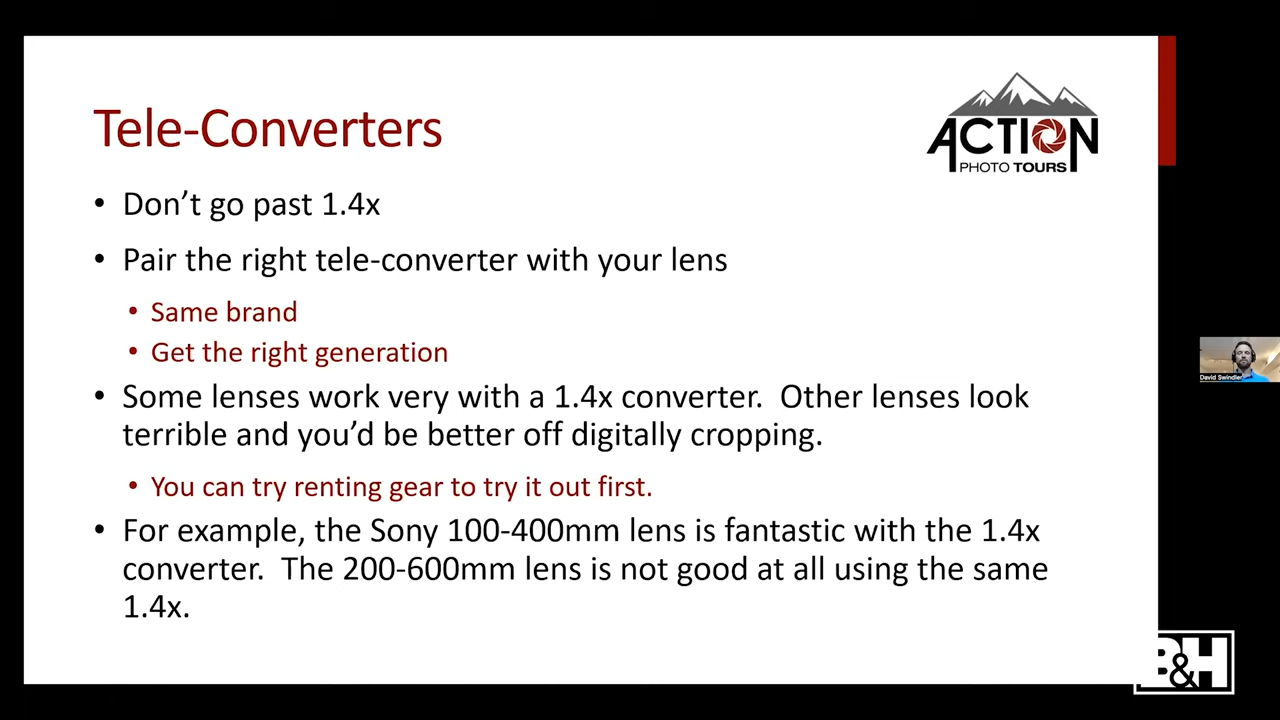 Tele-Converters
ACTION
PHOTO TOURS
• Don't go past 1.4x
• Pair the right tele-converter with your lens
• Same brand
• Get the right generation
• Some lenses work very with a 1.4x converter.  Other lenses look
terrible and you'd be better off digitally cropping.
• You can try renting gear to try it out first.
• For example, the Sony 100-400mm lens is fantastic with the 1.4x
converter.  The 200-600mm lens is not good at all using the same
1.4x.
David Swindler
B&H